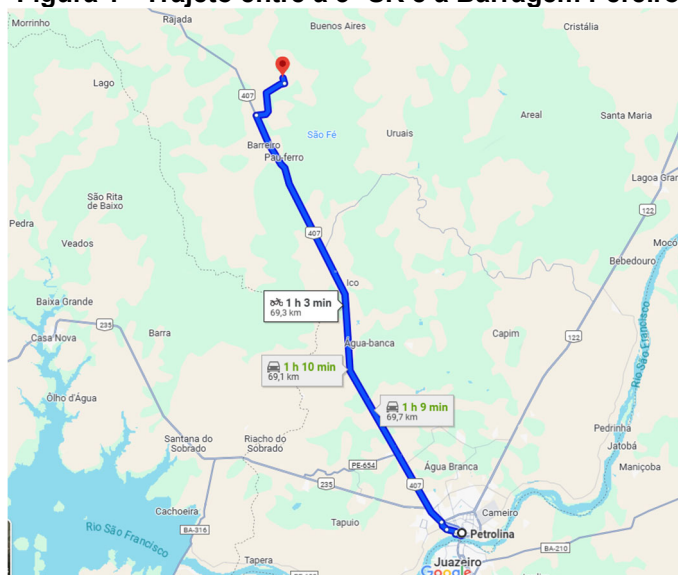 Morrinho
Rajada
Buenos Aires
Cristália
Lago
407
São Fé
Uruais
Areal
Santa Maria
Barreiro
Pau-ferro
Lagoa Gran
São Rita
de Baixo
122
Pedra
Veados
407
Moco
Bebedouro
Ico
1 h 3 min
69,3 km
Baixa Grande
235
Casa Nova
Barra
Água-banca
Capim
122
Rio São Francisco
1 h 10 min
69,1 km
Ôlho d'Água
1 h 9 min
69,7 km
Pedrinha
Santana do
Sobrado
Riacho do
Sobrado
Jatobá
PE-654
Água Branca
Maniçoba
235
407
Cachoeira
Tapuio
Carneiro
BA-316
Rio São Francisco
Petrolina
BA-210
Tapera
Juazeiro
Google